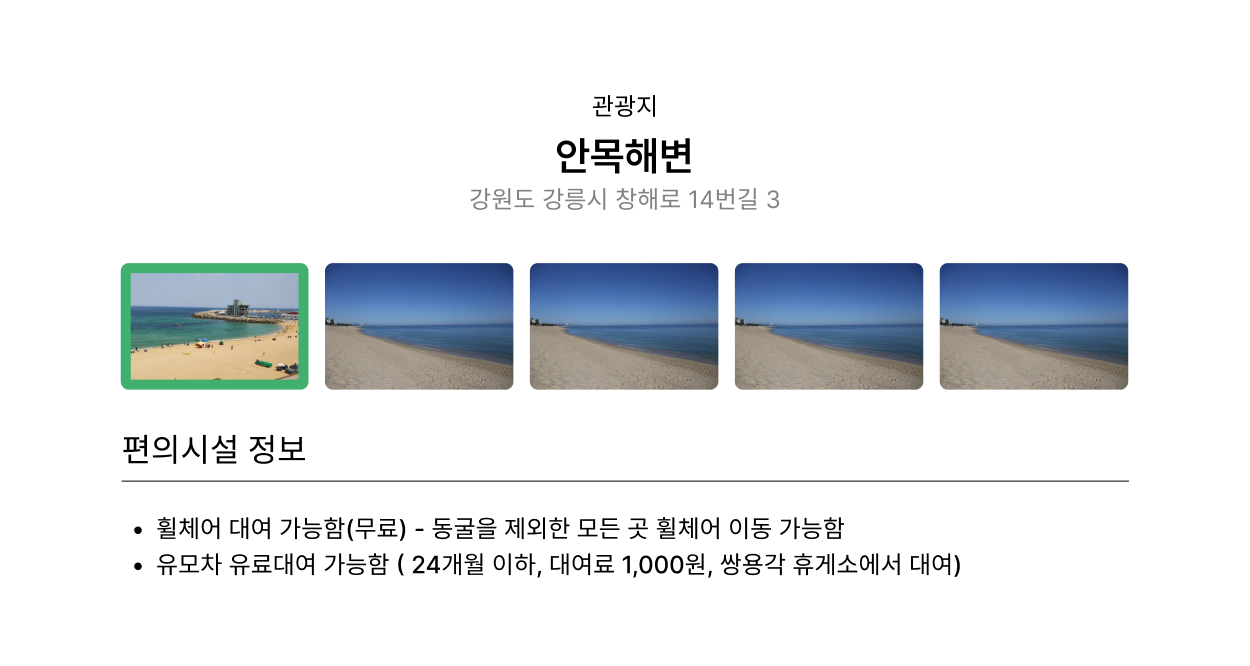 관광지
안목해변
강원도 강릉시 창해로 14번길 3
편의시설 정보
• 휠체어 대여 가능함(무료) - 동굴을 제외한 모든 곳 휠체어 이동 가능함
• 유모차 유료대여 가능함 ( 24개월 이하, 대여료 1,000원, 쌍용각 휴게소에서 대여)